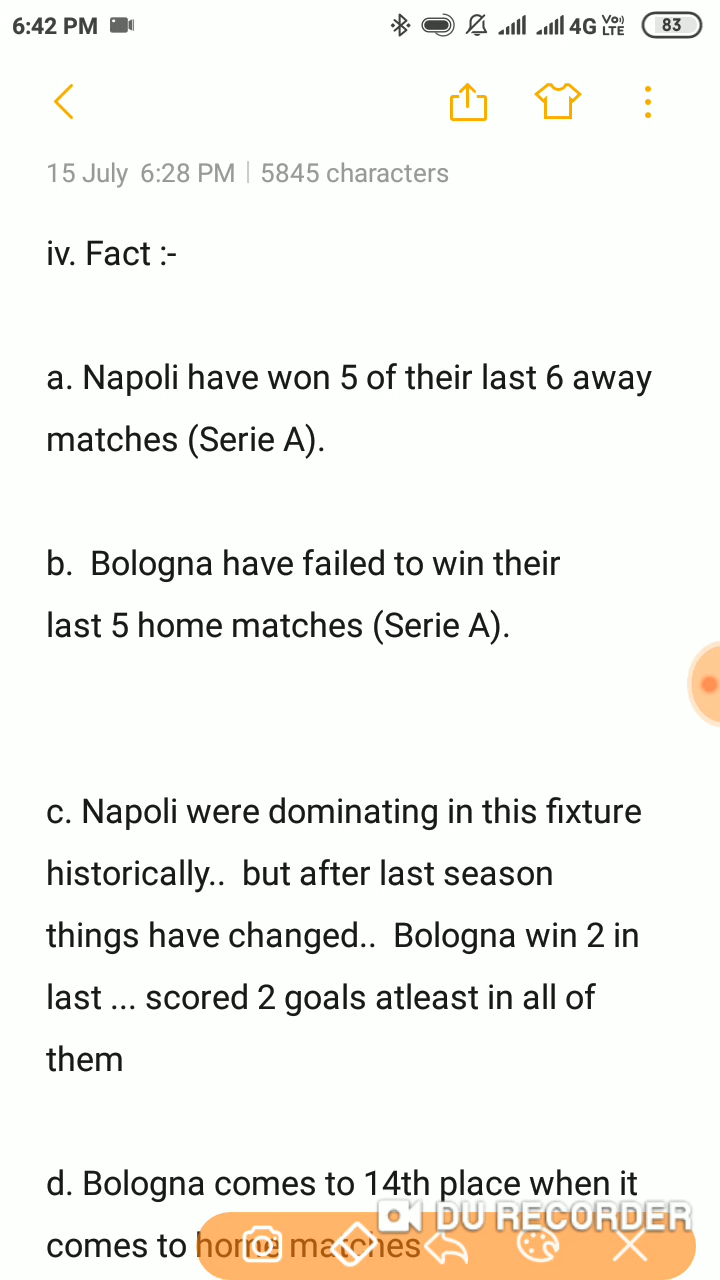 6:42 PM 4G Vo)) LTE 83
15 July 6:28 PM | 5845 characters
iv. Fact :-
a. Napoli have won 5 of their last 6 away
matches (Serie A).
b. Bologna have failed to win their
last 5 home matches (Serie A).
c. Napoli were dominating in this fixture
historically.. but after last season
things have changed.. Bologna win 2 in
last ... scored 2 goals atleast in all of
them
d. Bologna comes to 14th place when it
DU RECORDER
comes to home matches